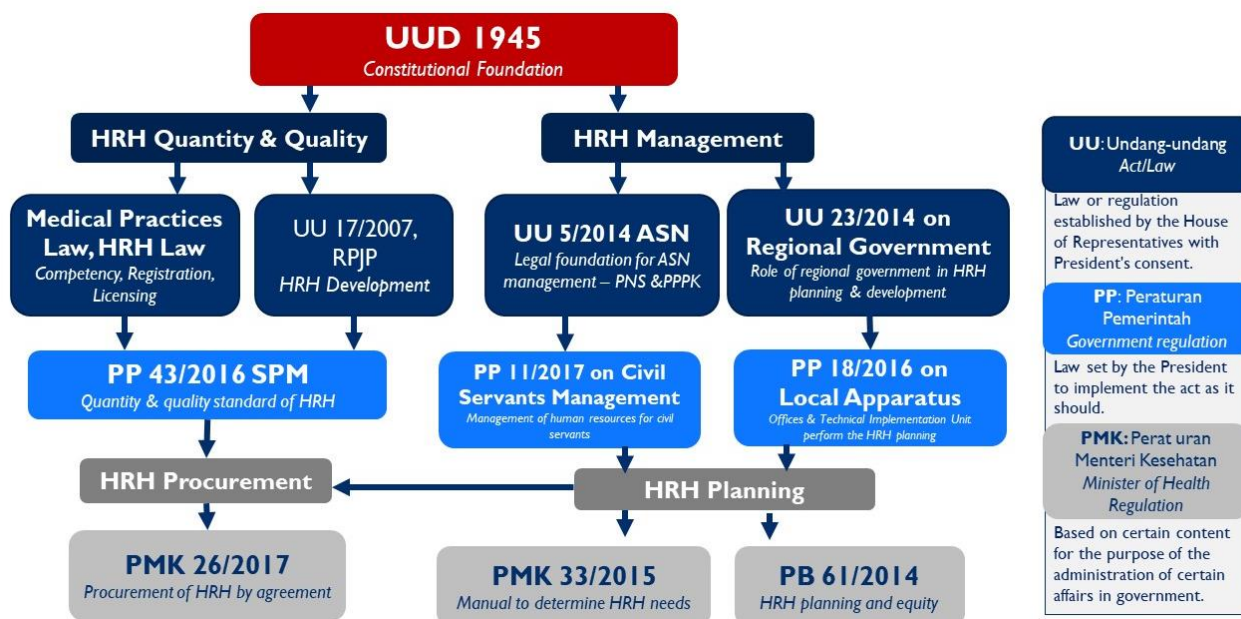 UUD 1945
Constitutional Foundation
HRH Quantity & Quality
HRH Management
Medical Practices
Law, HRH Law
Competency, Registration,
Licensing
UU 17/2007,
RPJP
HRH Development
UU 5/2014 ASN
Legal foundation for ASN
management – PNS &PPPK
UU 23/2014 on
Regional Government
Role of regional government in HRH
planning & development
PP 43/2016 SPM
Quantity & quality standard of HRH
PP 11/2017 on Civil
Servants Management
Management of human resources for civil
servants
PP 18/2016 on
Local Apparatus
Offices & Technical Implementation Unit
perform the HRH planning
HRH Procurement
HRH Planning
PMK 26/2017
Procurement of HRH by agreement
PMK 33/2015
Manual to determine HRH needs
PB 61/2014
HRH planning and equity
UU: Undang-undang
Act/Law
Law or regulation
established by the House
of Representatives with
President's consent.
PP: Peraturan
Pemerintah
Government regulation
Law set by the President
to implement the act as it
should.
PMK: Perat uran
Menteri Kesehatan
Minister of Health
Regulation
Based on certain content
for the purpose of the
administration of certain
affairs in government.